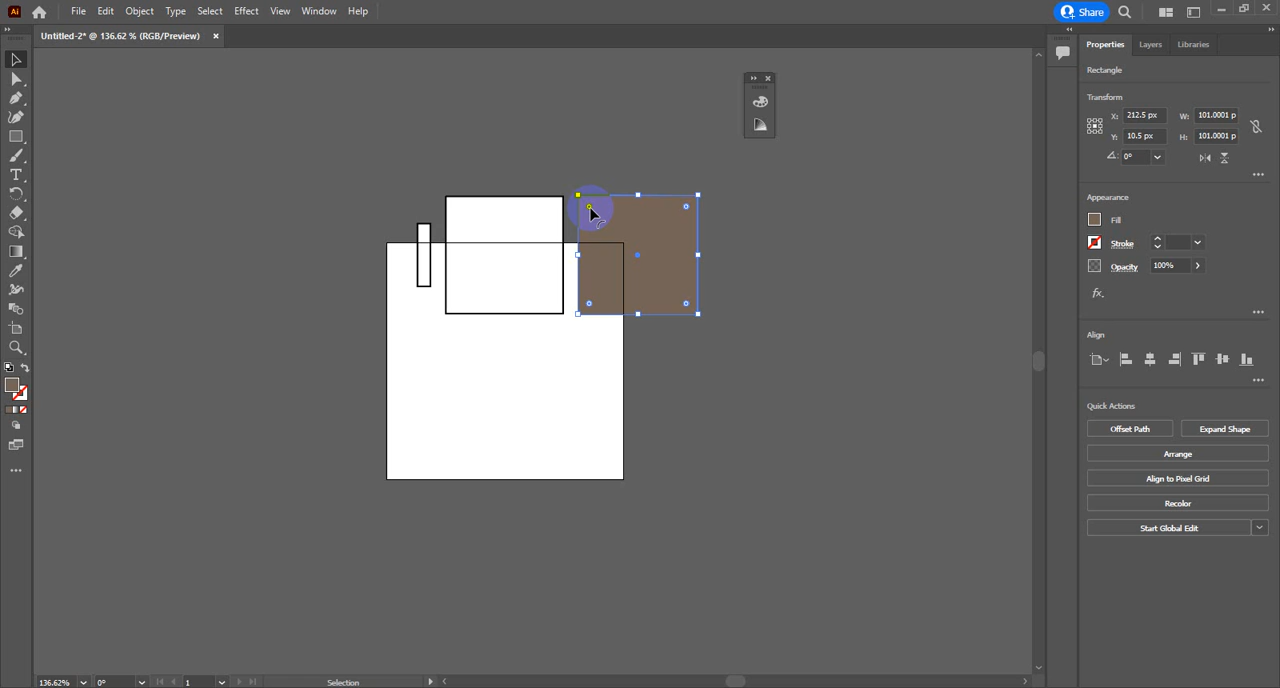 Ai File Edit Object Type Select Effect View Window Help Share
Untitled-2* @ 136.62 % (RGB/Preview) ×
Properties Layers Libraries
Rectangle
Transform
X: 212.5 px W: 101.0001 p
Y: 10.5 px H: 101.0001 p
0°
Appearance
Fill
Stroke
Opacity 100%
fx.
Align
Quick Actions
Offset Path Expand Shape
Arrange
Align to Pixel Grid
Recolor
Start Global Edit
136.62% 0° 1 Selection